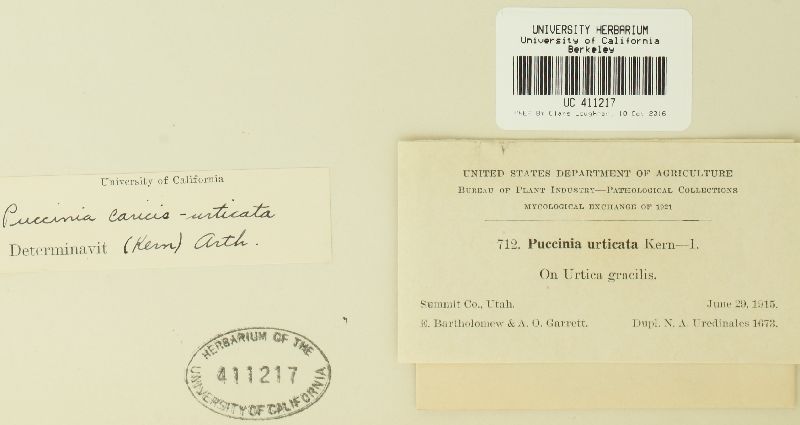 UNIVERSITY HERBARIUM
University of California
Berkeley
UC 411217
University of California
Puccinia caricis-urticata
Determinavit (Kern) Arth.
UNITED STATES DEPARTMENT OF AGRICULTURE
BUREAU OF PLANT INDUSTRY—PATHOLOGICAL COLLECTIONS
MYCOLOGICAL EXCHANGE OF 1921
712. Puccinia urticata Kern—I.
On Urtica gracilis.
Summit Co., Utah. June 29, 1915.
E. Bartholomew & A. O. Garrett. Dupl. N. A. Uredinales 1673.
HERBARIUM OF THE
411217
UNIVERSITY OF CALIFORNIA